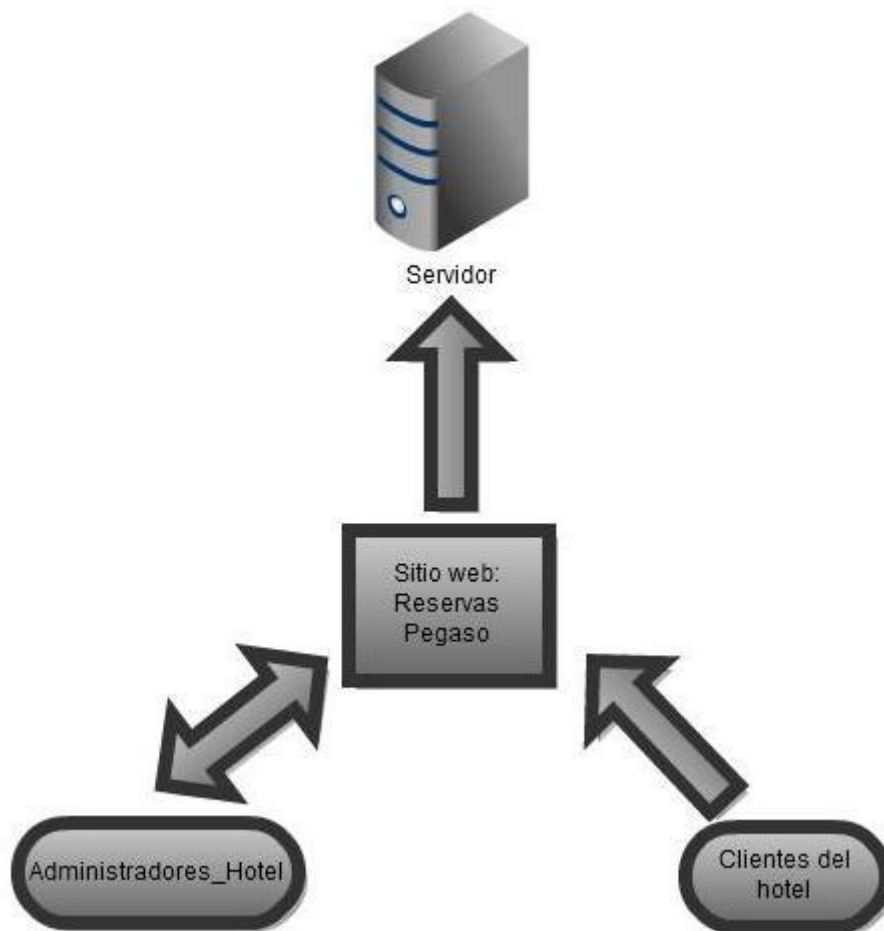 Servidor
Sitio web:
Reservas
Pegaso
Administradores_Hotel
Clientes del
hotel